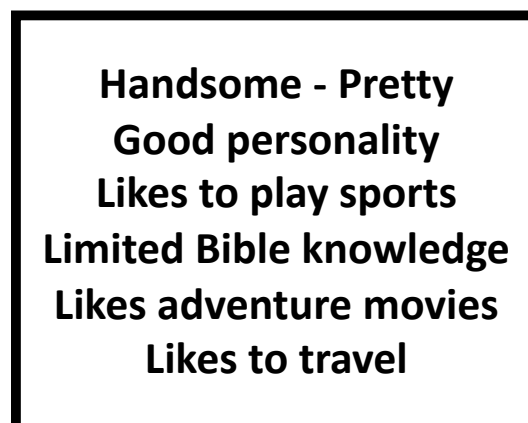 Handsome - Pretty
Good personality
Likes to play sports
Limited Bible knowledge
Likes adventure movies
Likes to travel